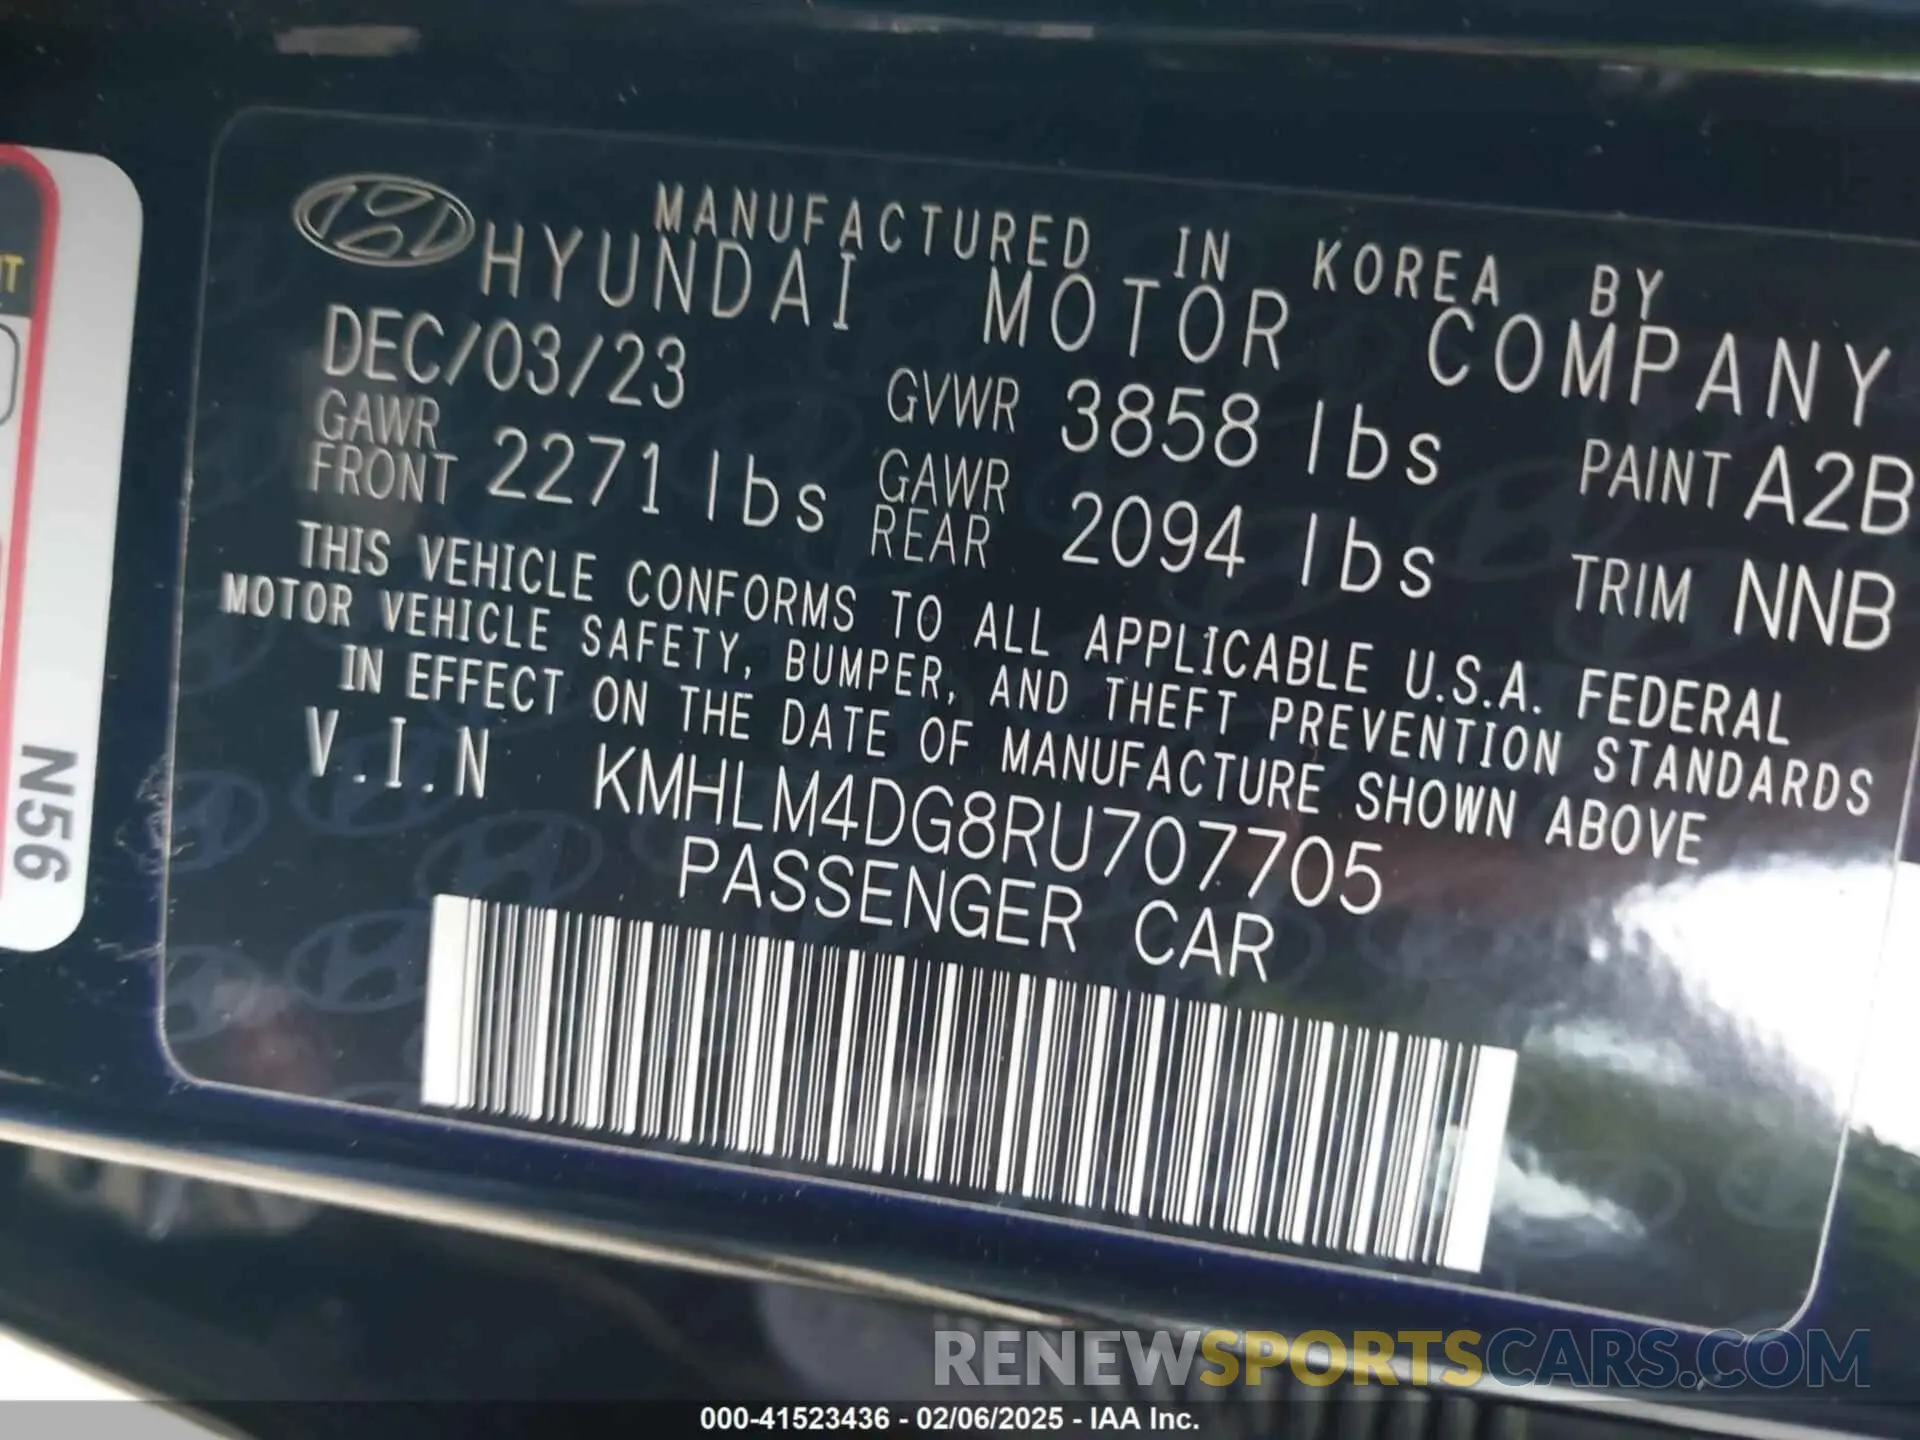 MANUFACTURED IN KOREA BY
HYUNDAI MOTOR COMPANY
DEC/03/23 GVWR 3858 lbs PAINT A2B
GAWR FRONT 2271 lbs GAWR REAR 2094 lbs TRIM NNB
THIS VEHICLE CONFORMS TO ALL APPLICABLE U.S.A. FEDERAL
MOTOR VEHICLE SAFETY, BUMPER, AND THEFT PREVENTION STANDARDS
IN EFFECT ON THE DATE OF MANUFACTURE SHOWN ABOVE
V.I.N KMHLM4DG8RU707705
PASSENGER CAR
N56
RENEWSPORTSCARS.COM
000-41523436 - 02/06/2025 - IAA Inc.